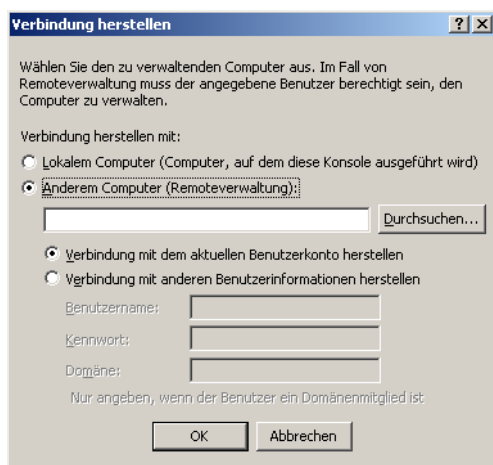 Verbindung herstellen
Wählen Sie den zu verwaltenden Computer aus. Im Fall von
Remoteverwaltung muss der angegebene Benutzer berechtigt sein, den
Computer zu verwalten.
Verbindung herstellen mit:
Lokalem Computer (Computer, auf dem diese Konsole ausgeführt wird)
Anderem Computer (Remoteverwaltung):
Durchsuchen...
Verbindung mit dem aktuellen Benutzerkonto herstellen
Verbindung mit anderen Benutzerinformationen herstellen
Benutzername:
Kennwort:
Domäne:
Nur angeben, wenn der Benutzer ein Domänenmitglied ist
OK Abbrechen